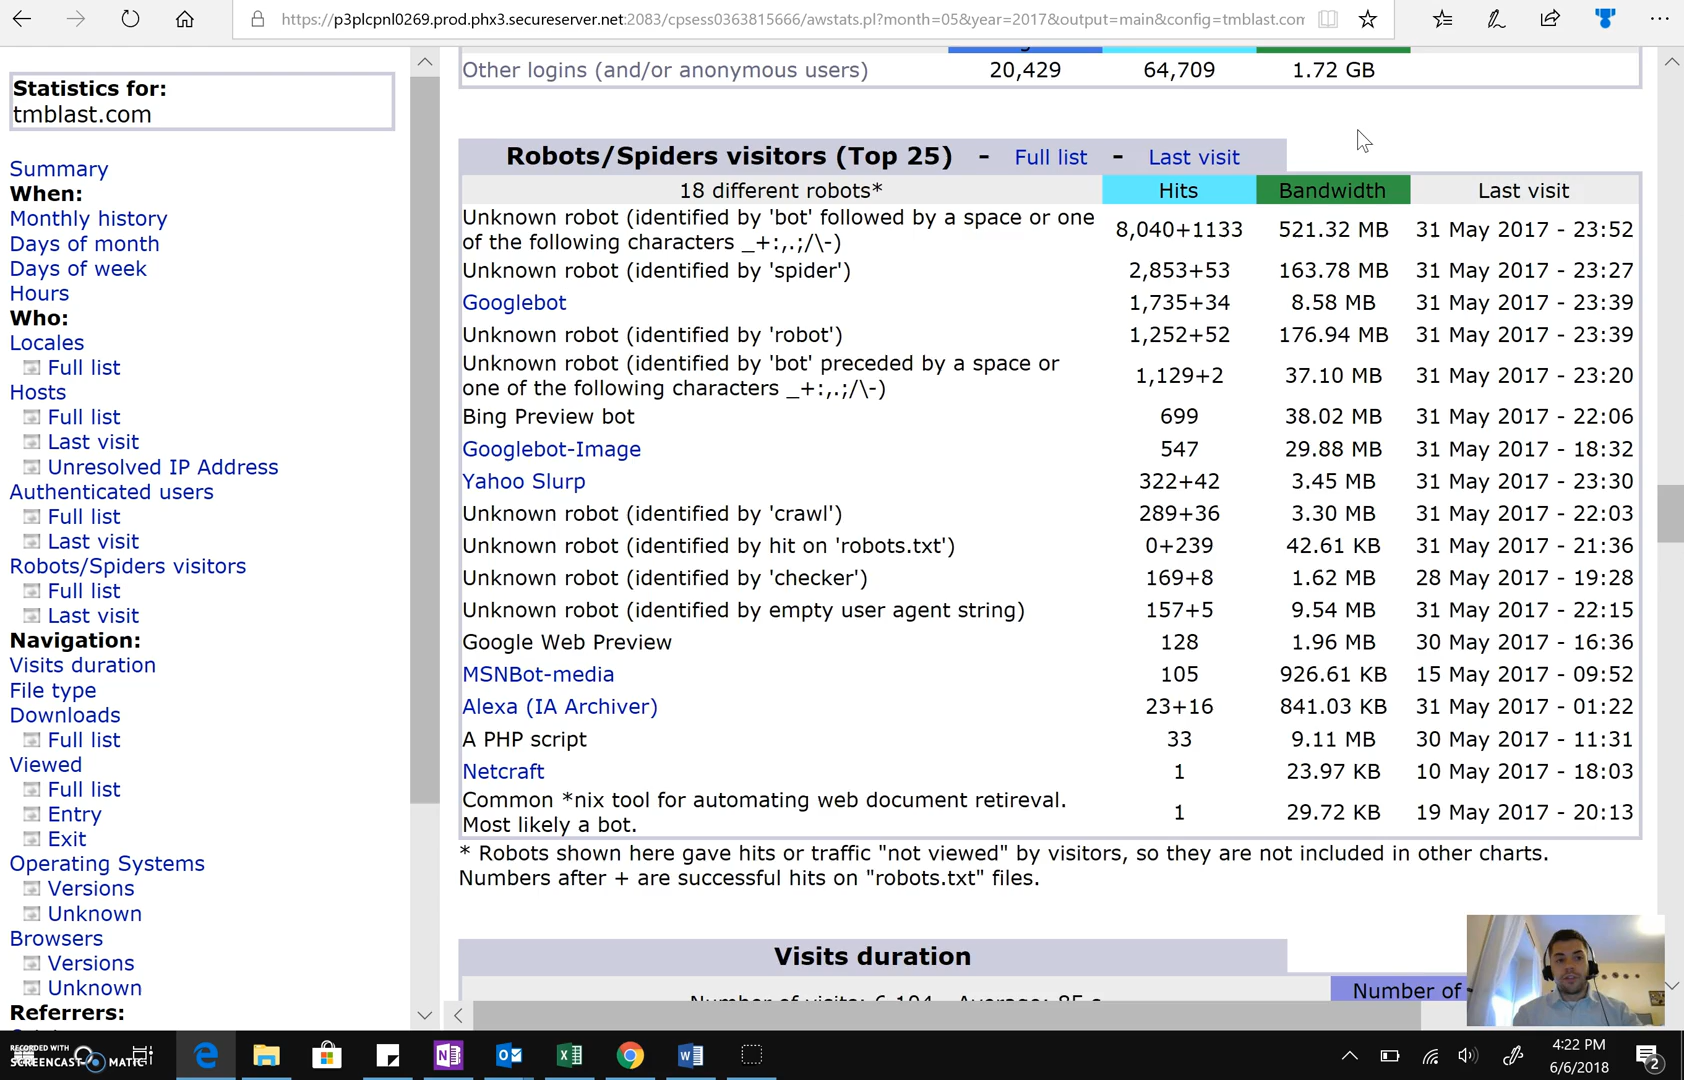 https://p3plcpnl0269.prod.phx3.secureserver.net:2083/cpsess0363815666/awstats.pl?month=05&year=2017&output=main&config=tmblast.com
Statistics for:
tmblast.com
Summary
When:
Monthly history
Days of month
Days of week
Hours
Who:
Locales
Full list
Hosts
Full list
Last visit
Unresolved IP Address
Authenticated users
Full list
Last visit
Robots/Spiders visitors
Full list
Last visit
Navigation:
Visits duration
File type
Downloads
Full list
Viewed
Full list
Entry
Exit
Operating Systems
Versions
Unknown
Browsers
Versions
Unknown
Referrers:
Other logins (and/or anonymous users) 20,429 64,709 1.72 GB
Robots/Spiders visitors (Top 25) - Full list - Last visit
18 different robots* Hits Bandwidth Last visit
Unknown robot (identified by 'bot' followed by a space or one
of the following characters _+:,.;/\-) 8,040+1133 521.32 MB 31 May 2017 - 23:52
Unknown robot (identified by 'spider') 2,853+53 163.78 MB 31 May 2017 - 23:27
Googlebot 1,735+34 8.58 MB 31 May 2017 - 23:39
Unknown robot (identified by 'robot') 1,252+52 176.94 MB 31 May 2017 - 23:39
Unknown robot (identified by 'bot' preceded by a space or
one of the following characters _+:,.;/\-) 1,129+2 37.10 MB 31 May 2017 - 23:20
Bing Preview bot 699 38.02 MB 31 May 2017 - 22:06
Googlebot-Image 547 29.88 MB 31 May 2017 - 18:32
Yahoo Slurp 322+42 3.45 MB 31 May 2017 - 23:30
Unknown robot (identified by 'crawl') 289+36 3.30 MB 31 May 2017 - 22:03
Unknown robot (identified by hit on 'robots.txt') 0+239 42.61 KB 31 May 2017 - 21:36
Unknown robot (identified by 'checker') 169+8 1.62 MB 28 May 2017 - 19:28
Unknown robot (identified by empty user agent string) 157+5 9.54 MB 31 May 2017 - 22:15
Google Web Preview 128 1.96 MB 30 May 2017 - 16:36
MSNBot-media 105 926.61 KB 15 May 2017 - 09:52
Alexa (IA Archiver) 23+16 841.03 KB 31 May 2017 - 01:22
A PHP script 33 9.11 MB 30 May 2017 - 11:31
Netcraft 1 23.97 KB 10 May 2017 - 18:03
Common *nix tool for automating web document retireval.
Most likely a bot. 1 29.72 KB 19 May 2017 - 20:13
* Robots shown here gave hits or traffic "not viewed" by visitors, so they are not included in other charts.
Numbers after + are successful hits on "robots.txt" files.
Visits duration
Number of
RECORDED WITH
SCREENCAST MATIC
4:22 PM
6/6/2018
2